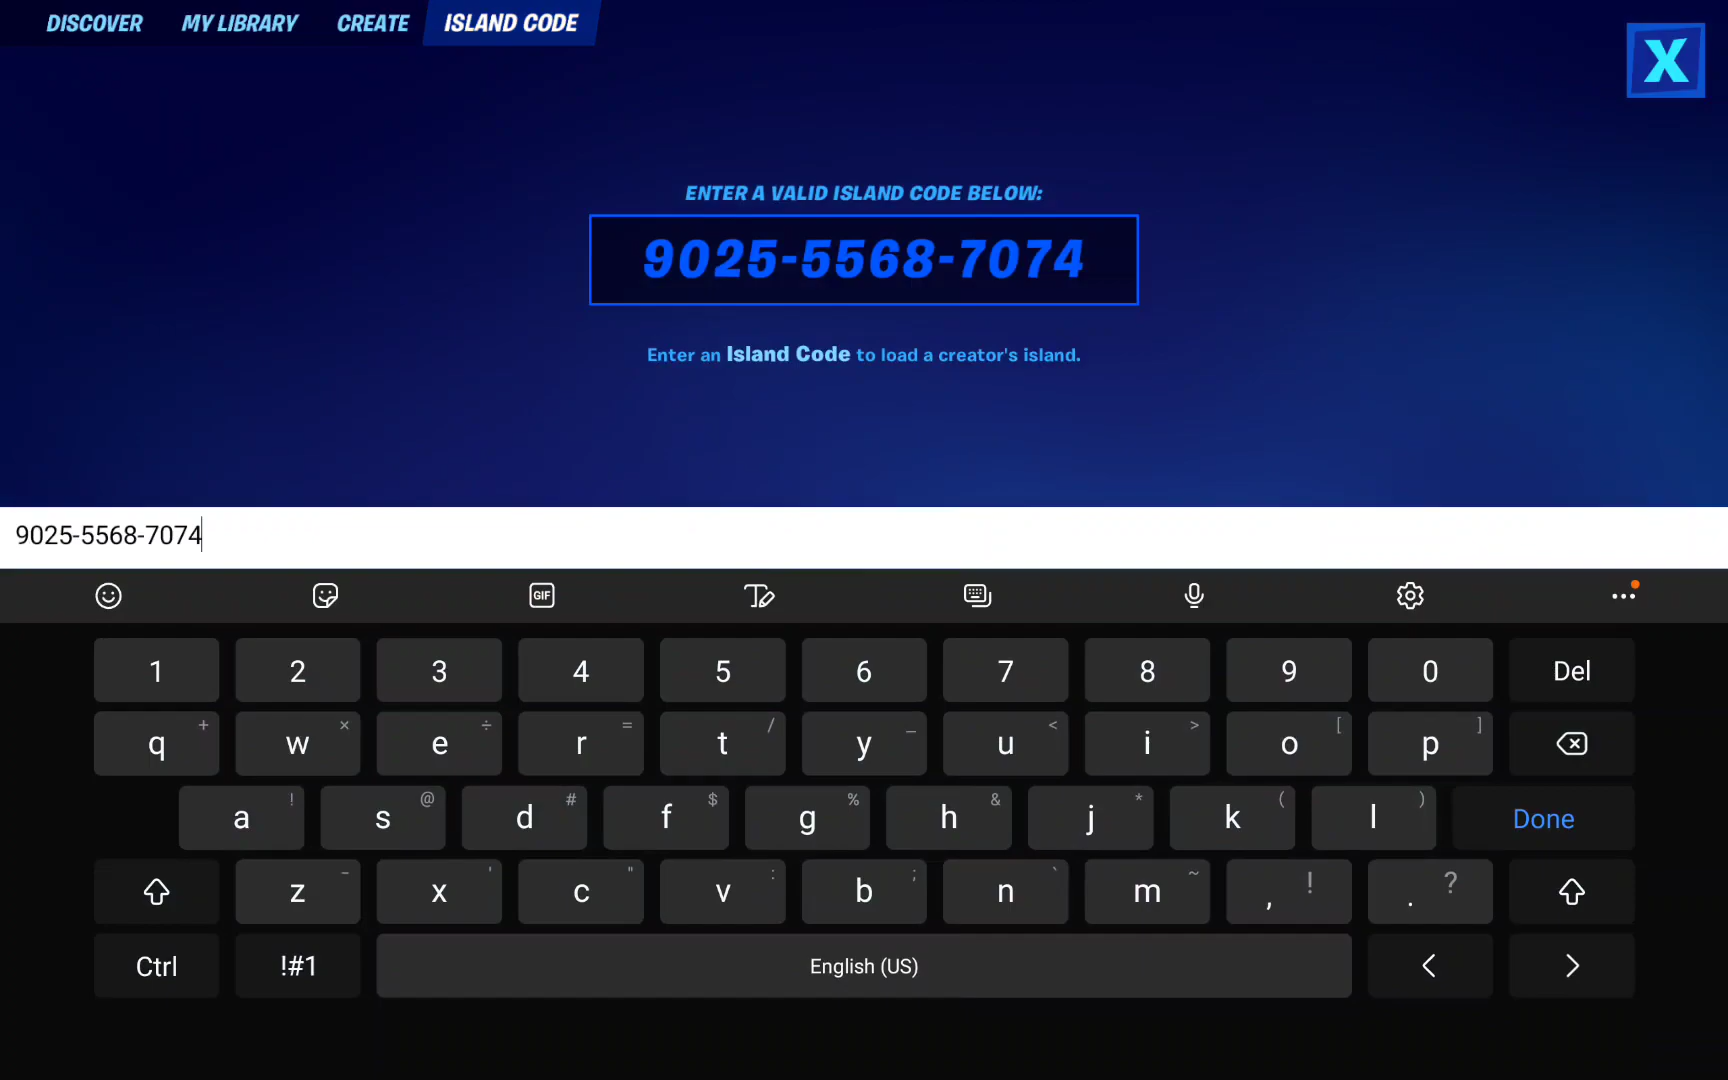 DISCOVER MY LIBRARY CREATE ISLAND CODE
X
ENTER A VALID ISLAND CODE BELOW:
9025-5568-7074
Enter an Island Code to load a creator's island.
9025-5568-7074
GIF
1 2 3 4 5 6 7 8 9 0 Del
q + w × e ÷ r = t / y _ u < i > o [ p ]
a ! s @ d # f $ g % h & j * k ( l ) Done
z - x ' c " v : b ; n ` m ~ , ! . ?
Ctrl !#1 English (US) < >